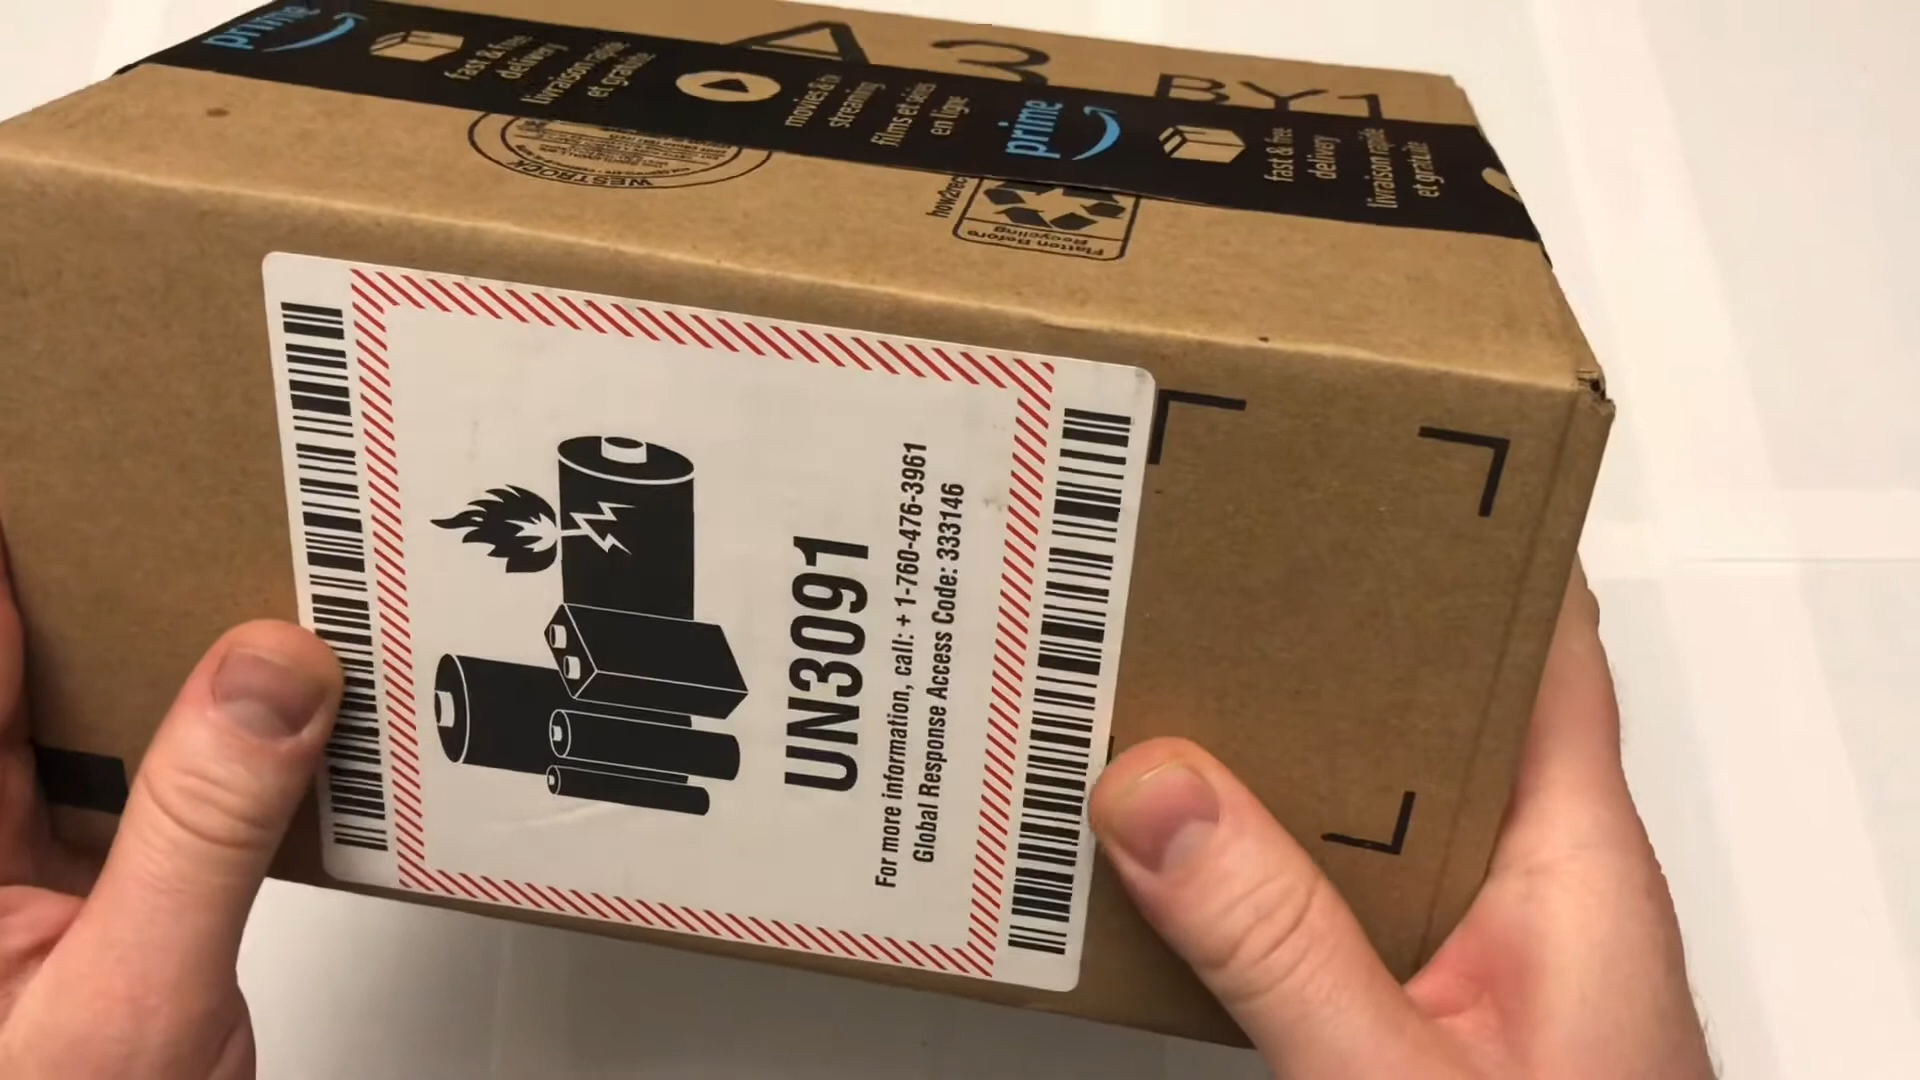 prime
fast & free
delivery
livraison rapide
et gratuite
movies & tv
streaming
films et séries
en ligne
prime
fast & free
delivery
livraison rapide
et gratuite
A3 BY1
WESTROCK
how2rec
Flatten Before
Recycling
UN3091
For more information, call: + 1-760-476-3961
Global Response Access Code: 333146